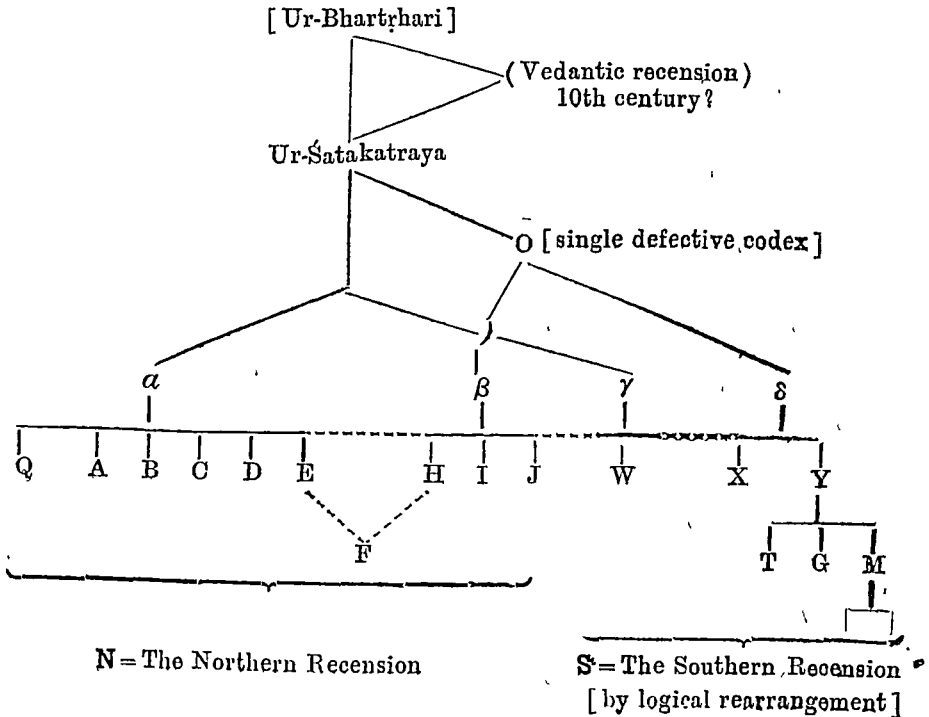 [ Ur-Bhartṛhari ]
(Vedantic recension)
10th century?
Ur-Śatakatraya
Ō [ single defective codex ]
α β γ δ
Q A B C D E H I J W X Y
F
T G M
N = The Northern Recension
S = The Southern Recension
[ by logical rearrangement ]